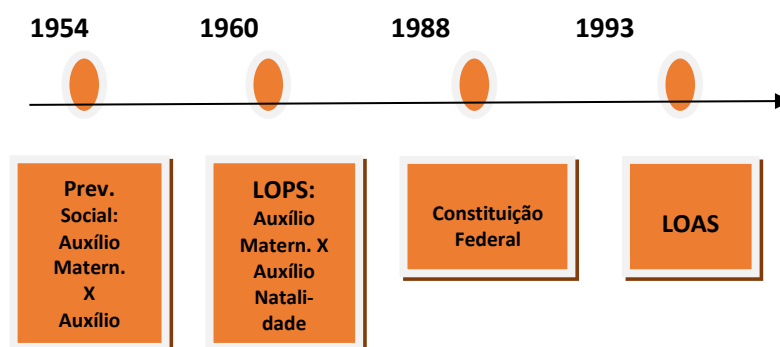 1954
1960
1988
1993
Prev.
Social:
Auxílio
Matern.
X
Auxílio
LOPS:
Auxílio
Matern. X
Auxílio
Natali-
dade
Constituição
Federal
LOAS